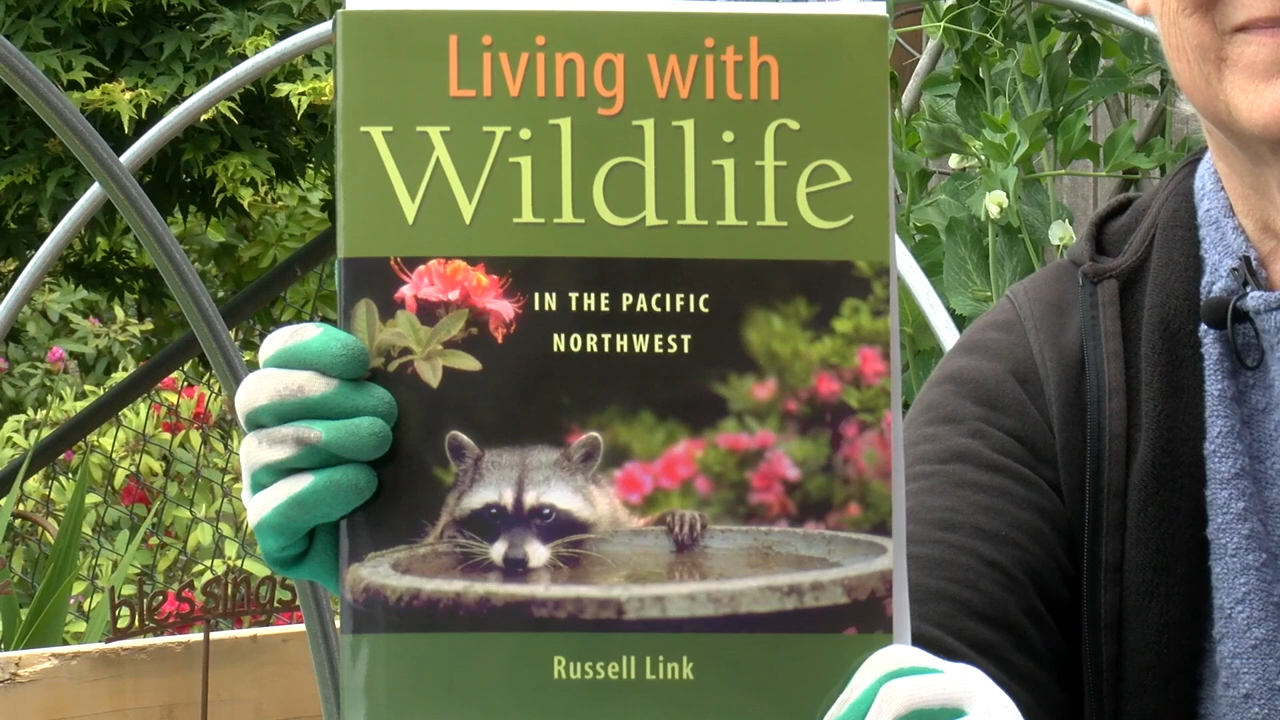 Living with
Wildlife
IN THE PACIFIC
NORTHWEST
blessings
Russell Link